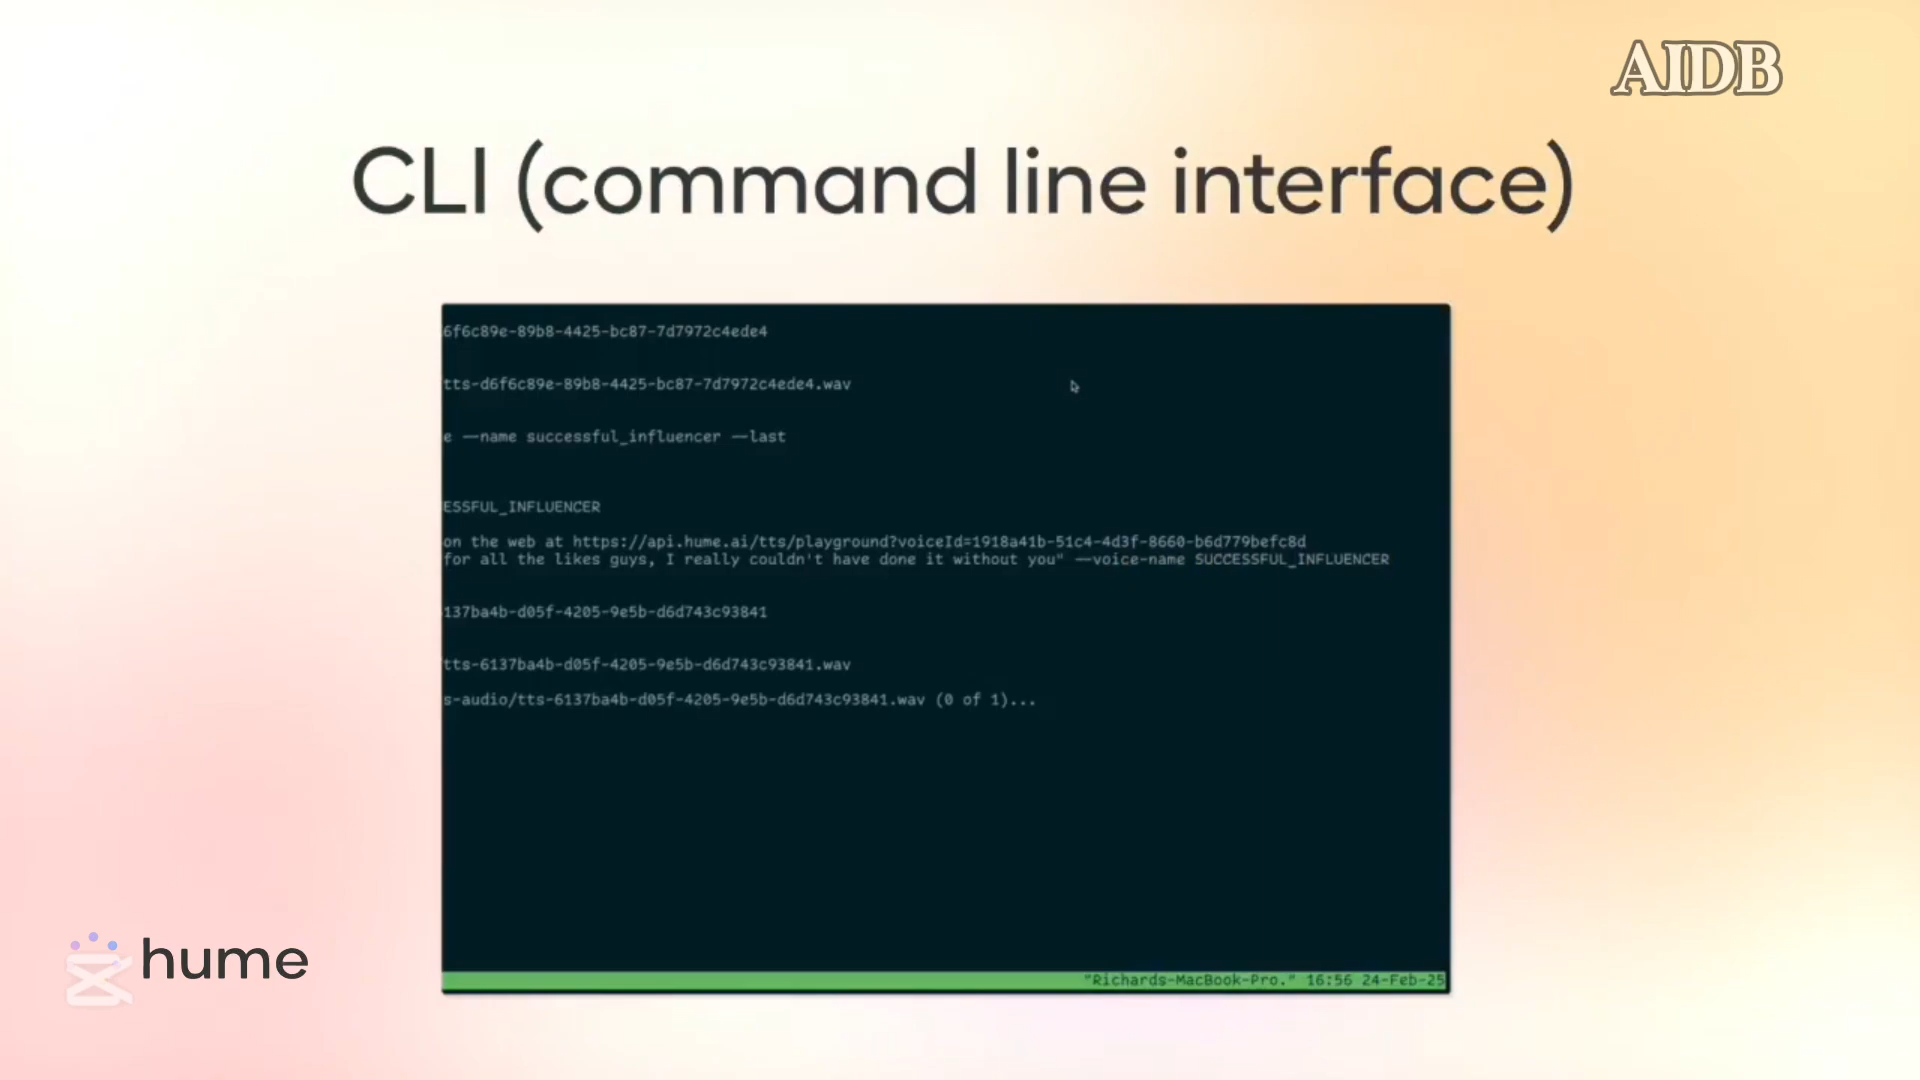 AIDB
CLI (command line interface)
6f6c89e-89b8-4425-bc87-7d7972c4ede4
tts-d6f6c89e-89b8-4425-bc87-7d7972c4ede4.wav
e --name successful_influencer --last
ESSFUL_INFLUENCER
on the web at https://api.hume.ai/tts/playground?voiceId=1918a41b-51c4-4d3f-8660-b6d779befc8d
for all the likes guys, I really couldn't have done it without you" --voice-name SUCCESSFUL_INFLUENCER
137ba4b-d05f-4205-9e5b-d6d743c93841
tts-6137ba4b-d05f-4205-9e5b-d6d743c93841.wav
s-audio/tts-6137ba4b-d05f-4205-9e5b-d6d743c93841.wav (0 of 1)...
"Richards-MacBook-Pro." 16:56 24-Feb-25
hume